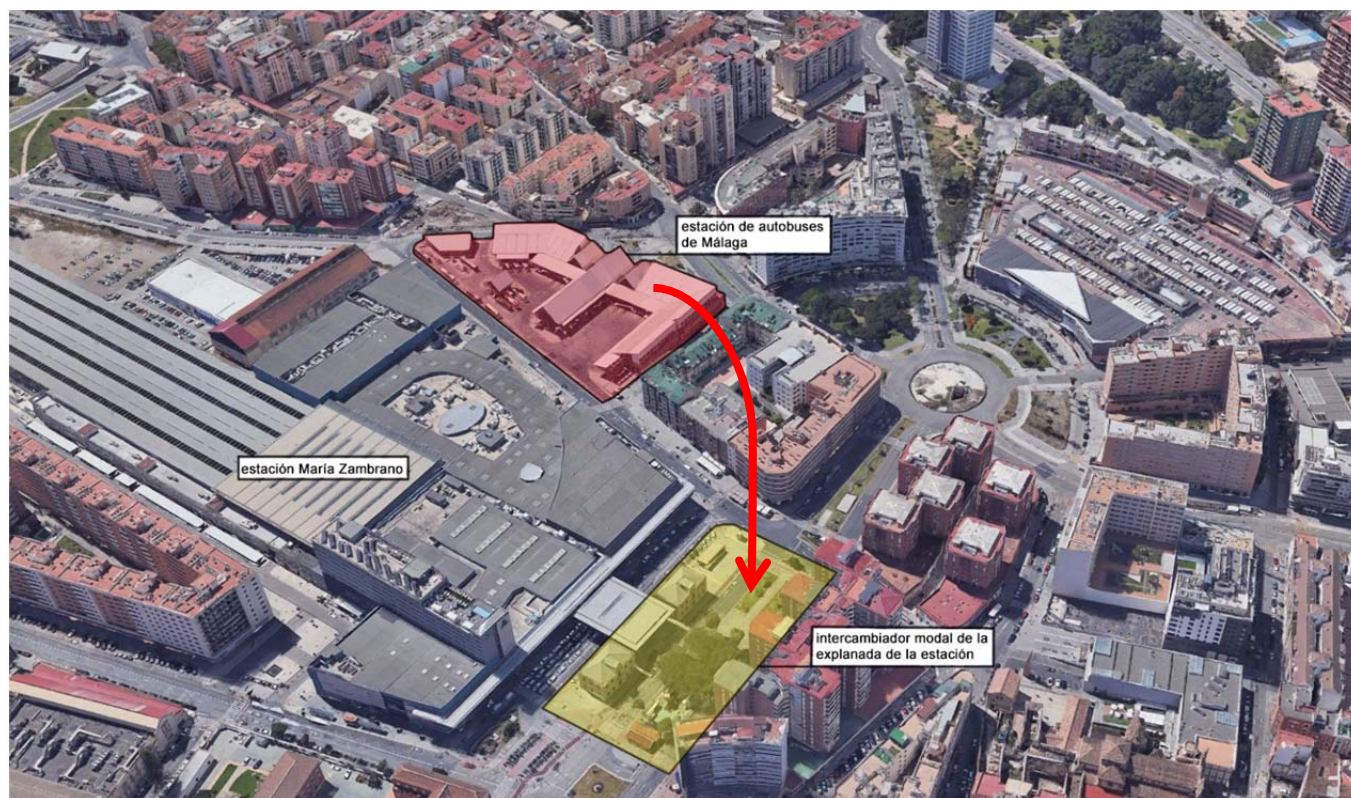 estación de autobuses
de Málaga
estación María Zambrano
intercambiador modal de la
explanada de la estación